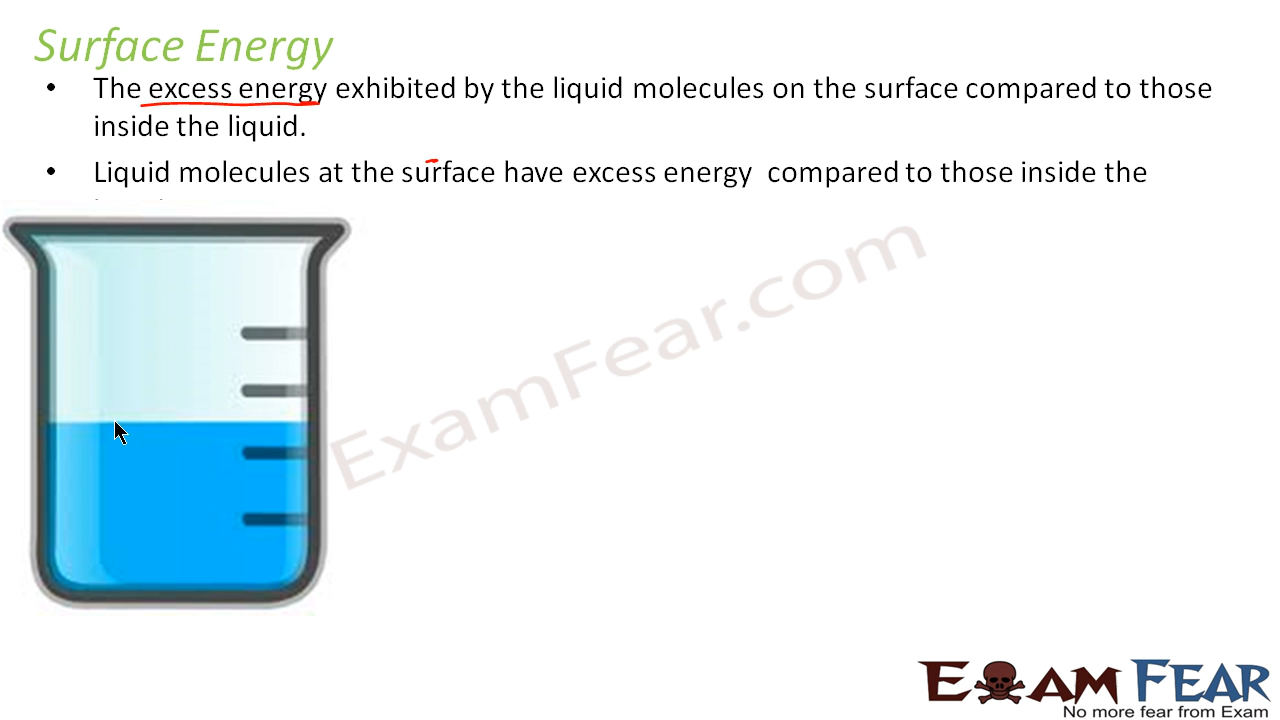 Surface Energy
• The excess energy exhibited by the liquid molecules on the surface compared to those
inside the liquid.
• Liquid molecules at the surface have excess energy compared to those inside the
ExamFear.com
EXAM FEAR
No more fear from Exam